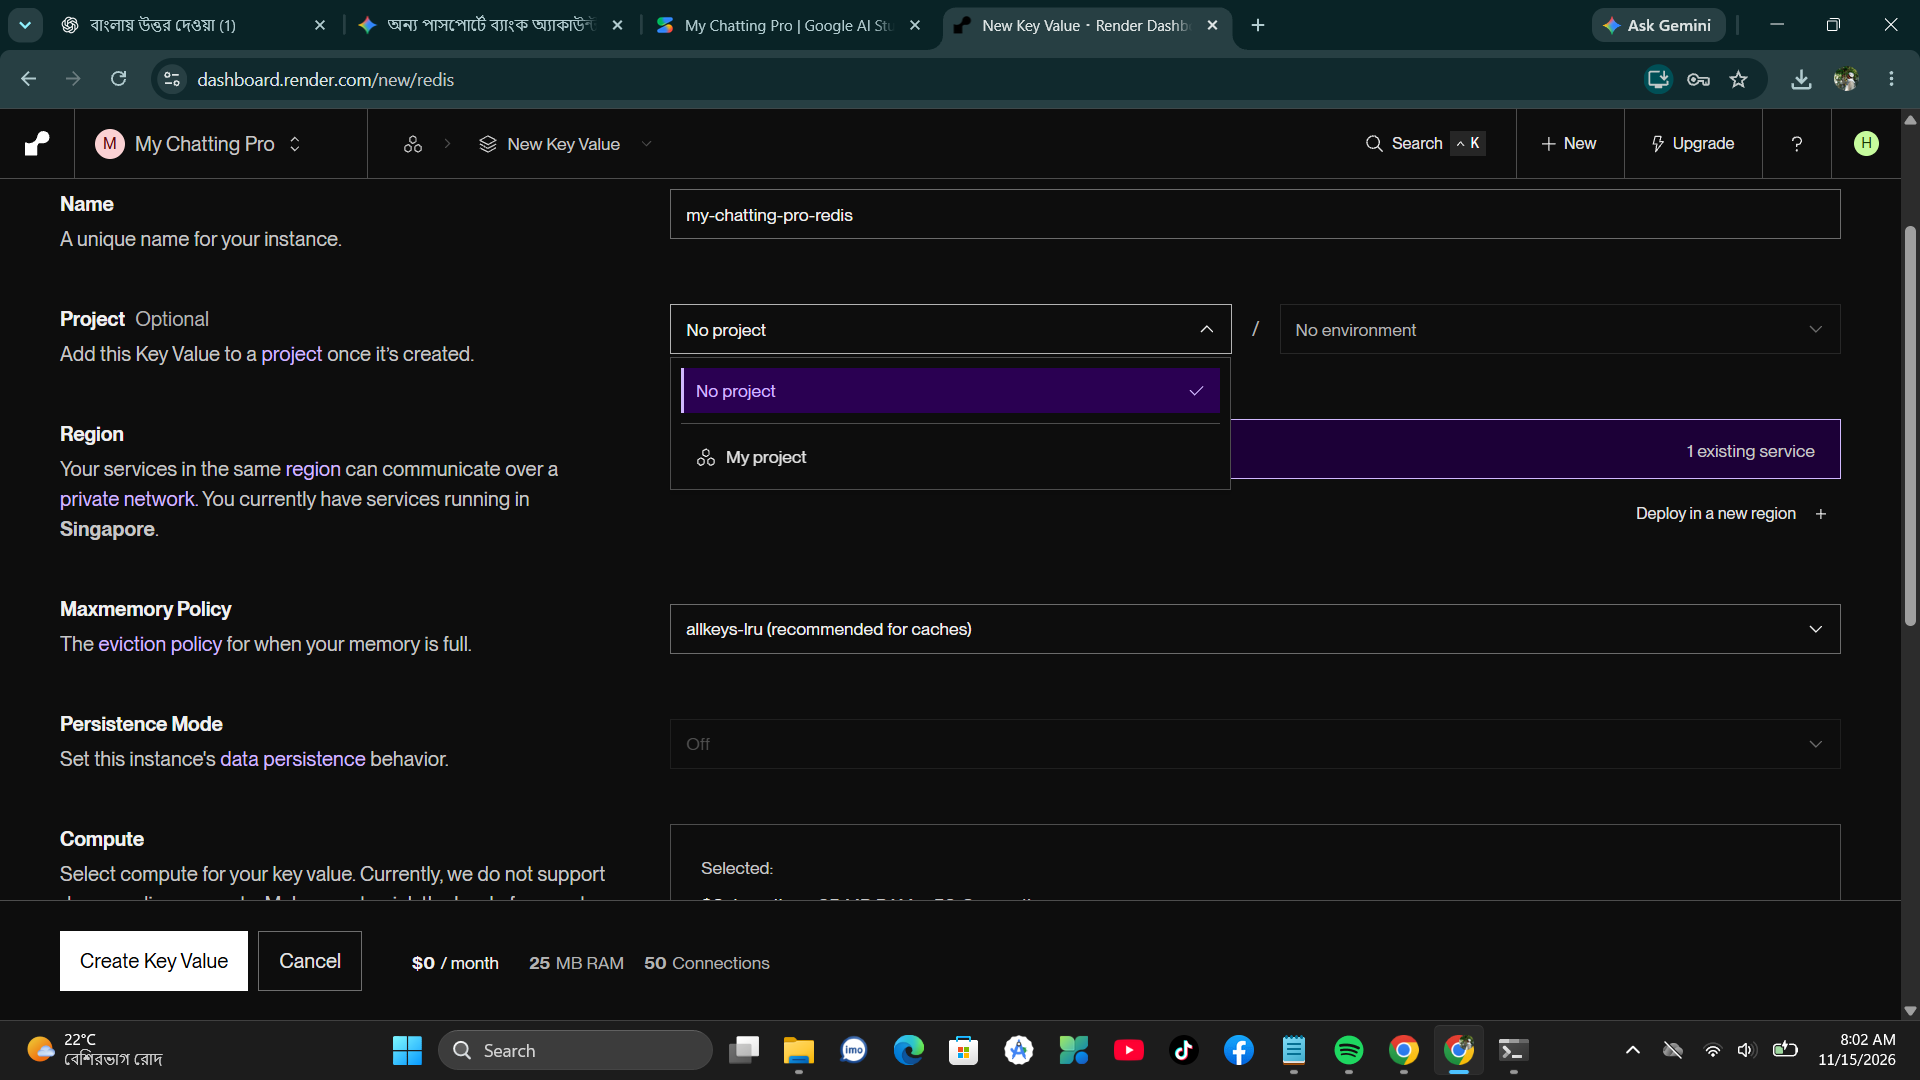 বাংলায় উত্তর দেওয়া (1)
অন্য পাসপোর্টে ব্যাংক অ্যাকাউন্ট
My Chatting Pro | Google AI Stu
New Key Value · Render Dashb
Ask Gemini
dashboard.render.com/new/redis
M My Chatting Pro
New Key Value
Search
K
+ New
Upgrade
?
H
Name
A unique name for your instance.
my-chatting-pro-redis
Project Optional
Add this Key Value to a project once it's created.
No project
/
No environment
No project
My project
Region
Your services in the same region can communicate over a
private network. You currently have services running in
Singapore.
1 existing service
Deploy in a new region +
Maxmemory Policy
The eviction policy for when your memory is full.
allkeys-lru (recommended for caches)
Persistence Mode
Set this instance's data persistence behavior.
Off
Compute
Select compute for your key value. Currently, we do not support
Selected:
Create Key Value
Cancel
$0 / month
25 MB RAM
50 Connections
22°C
বেশিরভাগ রোদ
Search
imo
8:02 AM
11/15/2026